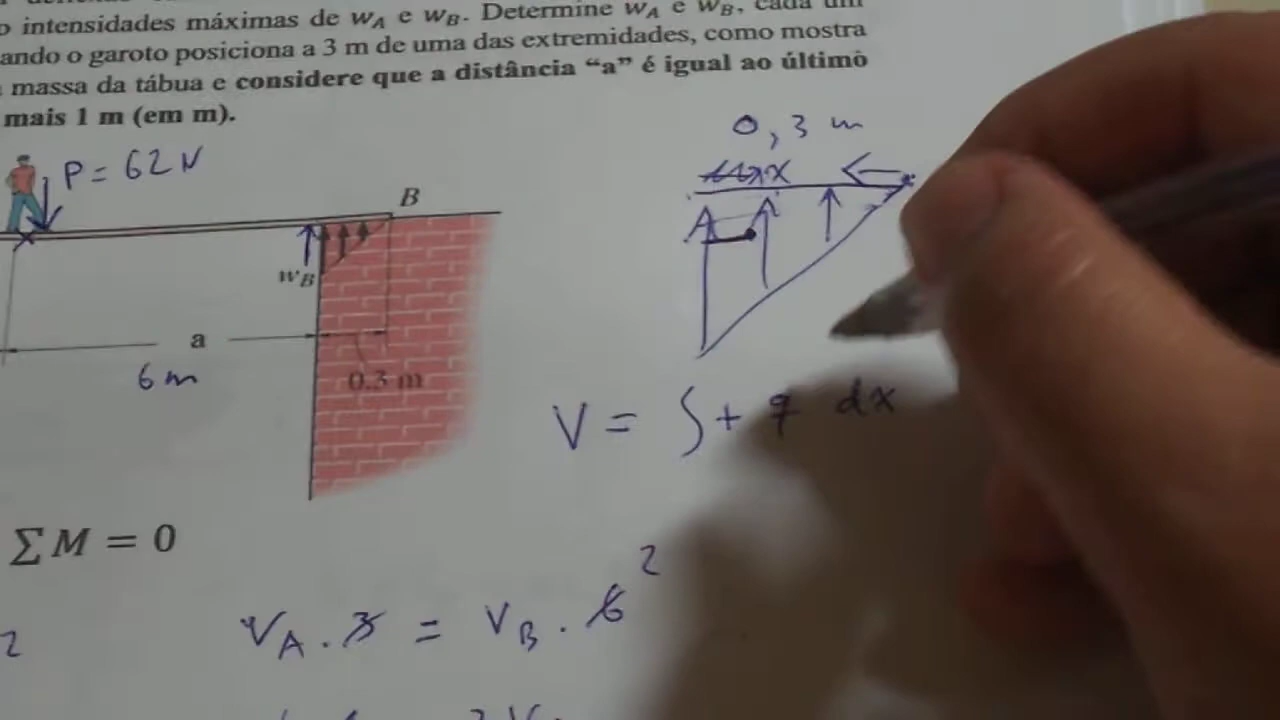 intensidades máximas de wA e wB. Determine wA e wB, cada um
ando o garoto posiciona a 3 m de uma das extremidades, como mostra
massa da tábua e considere que a distância “a” é igual ao último
mais 1 m (em m).
0,3 m
P = 62 N
B
x
A
wB
a
6 m
0.3 m
V = ∫ + q dx
∑M = 0
2
2
VA . 3 = VB . 6